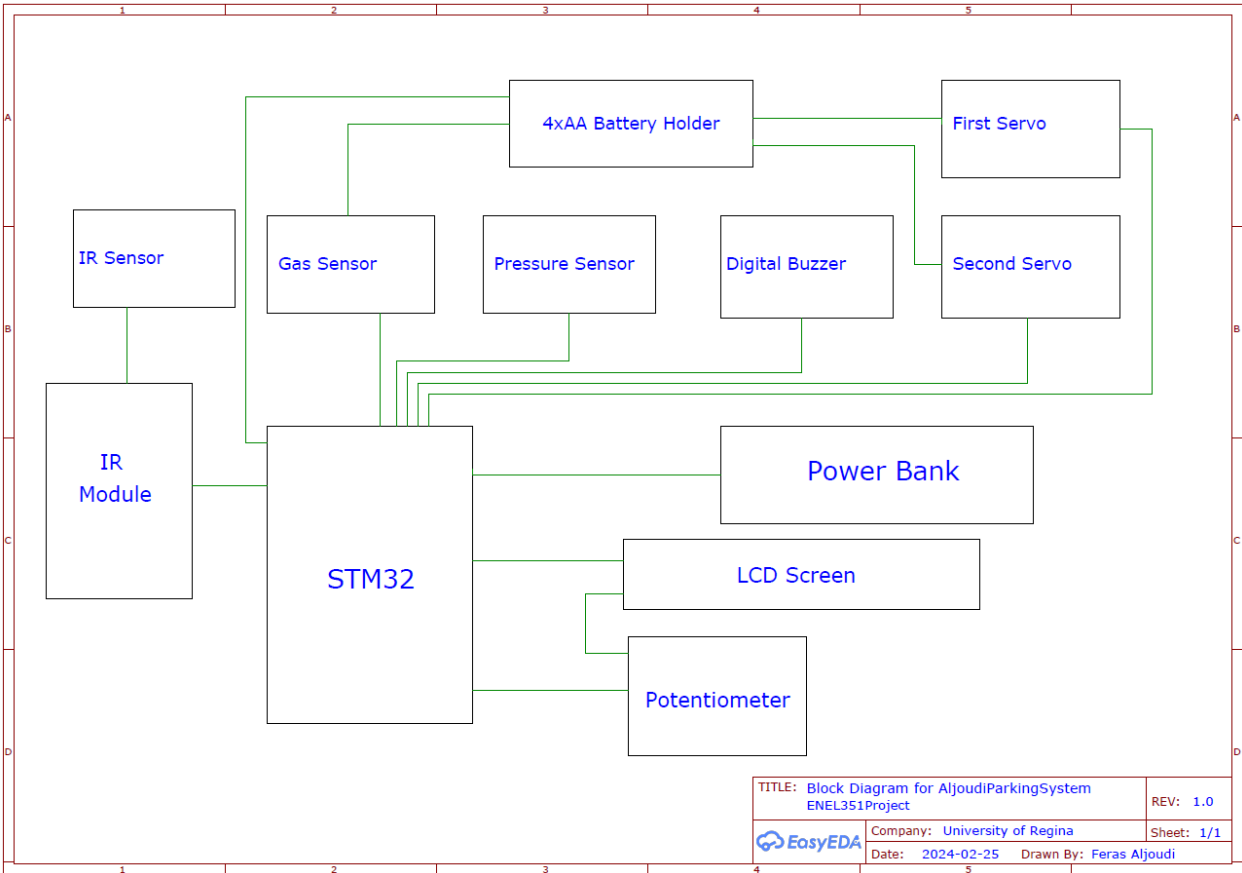 1 2 3 4 5
A A
4xAA Battery Holder
First Servo
IR Sensor
Gas Sensor
Pressure Sensor
Digital Buzzer
Second Servo
B B
IR
Module
STM32
Power Bank
C C
LCD Screen
Potentiometer
D D
TITLE: Block Diagram for AljoudiParkingSystem
ENEL351Project
REV: 1.0
EasyEDA
Company: University of Regina
Sheet: 1/1
Date: 2024-02-25 Drawn By: Feras Aljoudi
1 2 3 4 5